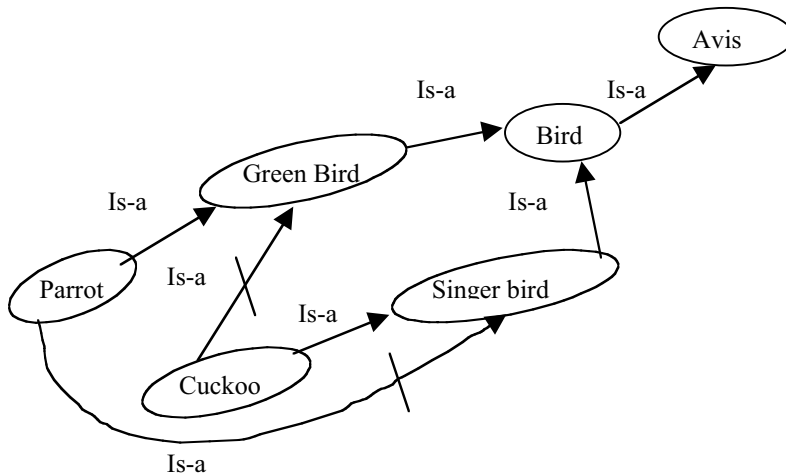 Avis
Is-a
Is-a
Bird
Green Bird
Is-a
Is-a
Is-a
Parrot
Singer bird
Is-a
Cuckoo
Is-a